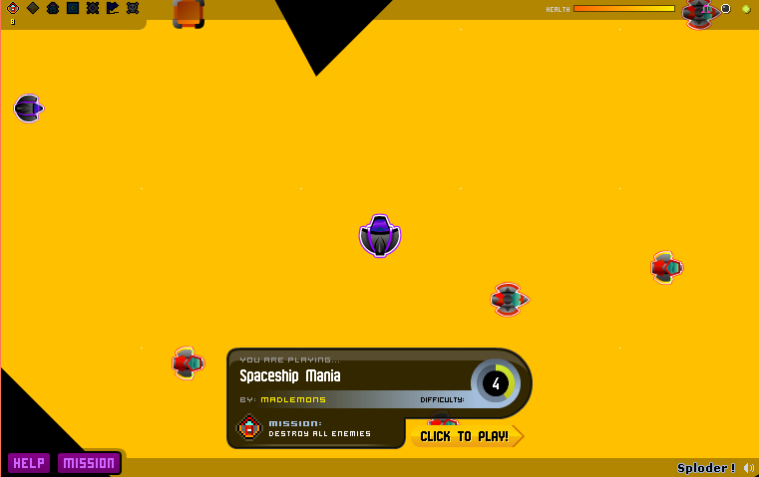 HEALTH
8
YOU ARE PLAYING...
Spaceship Mania
4
BY: MADLEMONS
DIFFICULTY:
MISSION:
DESTROY ALL ENEMIES
CLICK TO PLAY!
HELP
MISSION
Sploder!